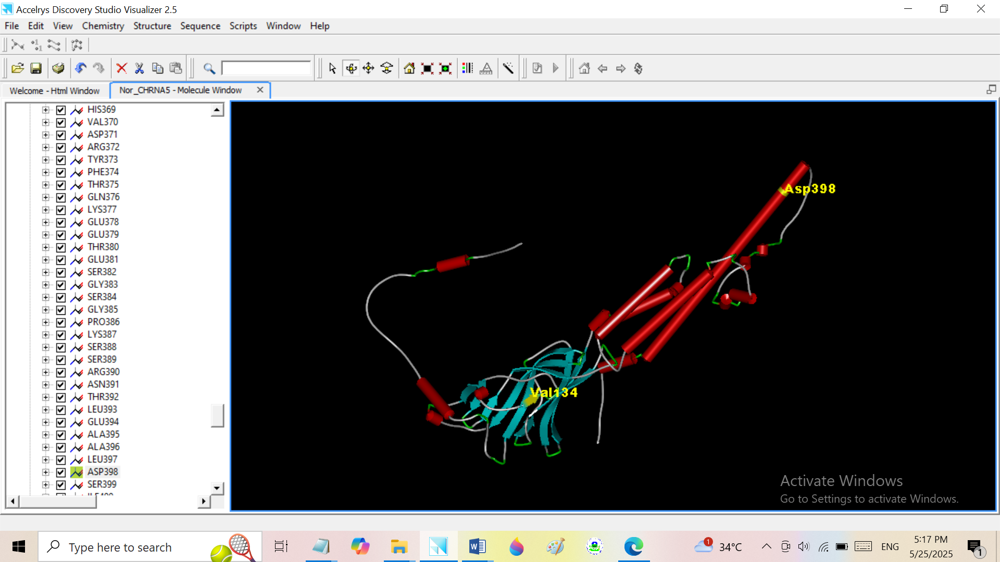 Accelrys Discovery Studio Visualizer 2.5
File Edit View Chemistry Structure Sequence Scripts Window Help
Welcome - Html Window
Nor_CHRNA5 - Molecule Window
HIS369
VAL370
ASP371
ARG372
TYR373
PHE374
THR375
GLN376
LYS377
GLU378
GLU379
THR380
GLU381
SER382
GLY383
SER384
GLY385
PRO386
LYS387
SER388
SER389
ARG390
ASN391
THR392
LEU393
GLU394
ALA395
ALA396
LEU397
ASP398
SER399
Asp398
Val134
Activate Windows
Go to Settings to activate Windows.
Type here to search
1
34°C
ENG
5:17 PM
5/25/2025
1